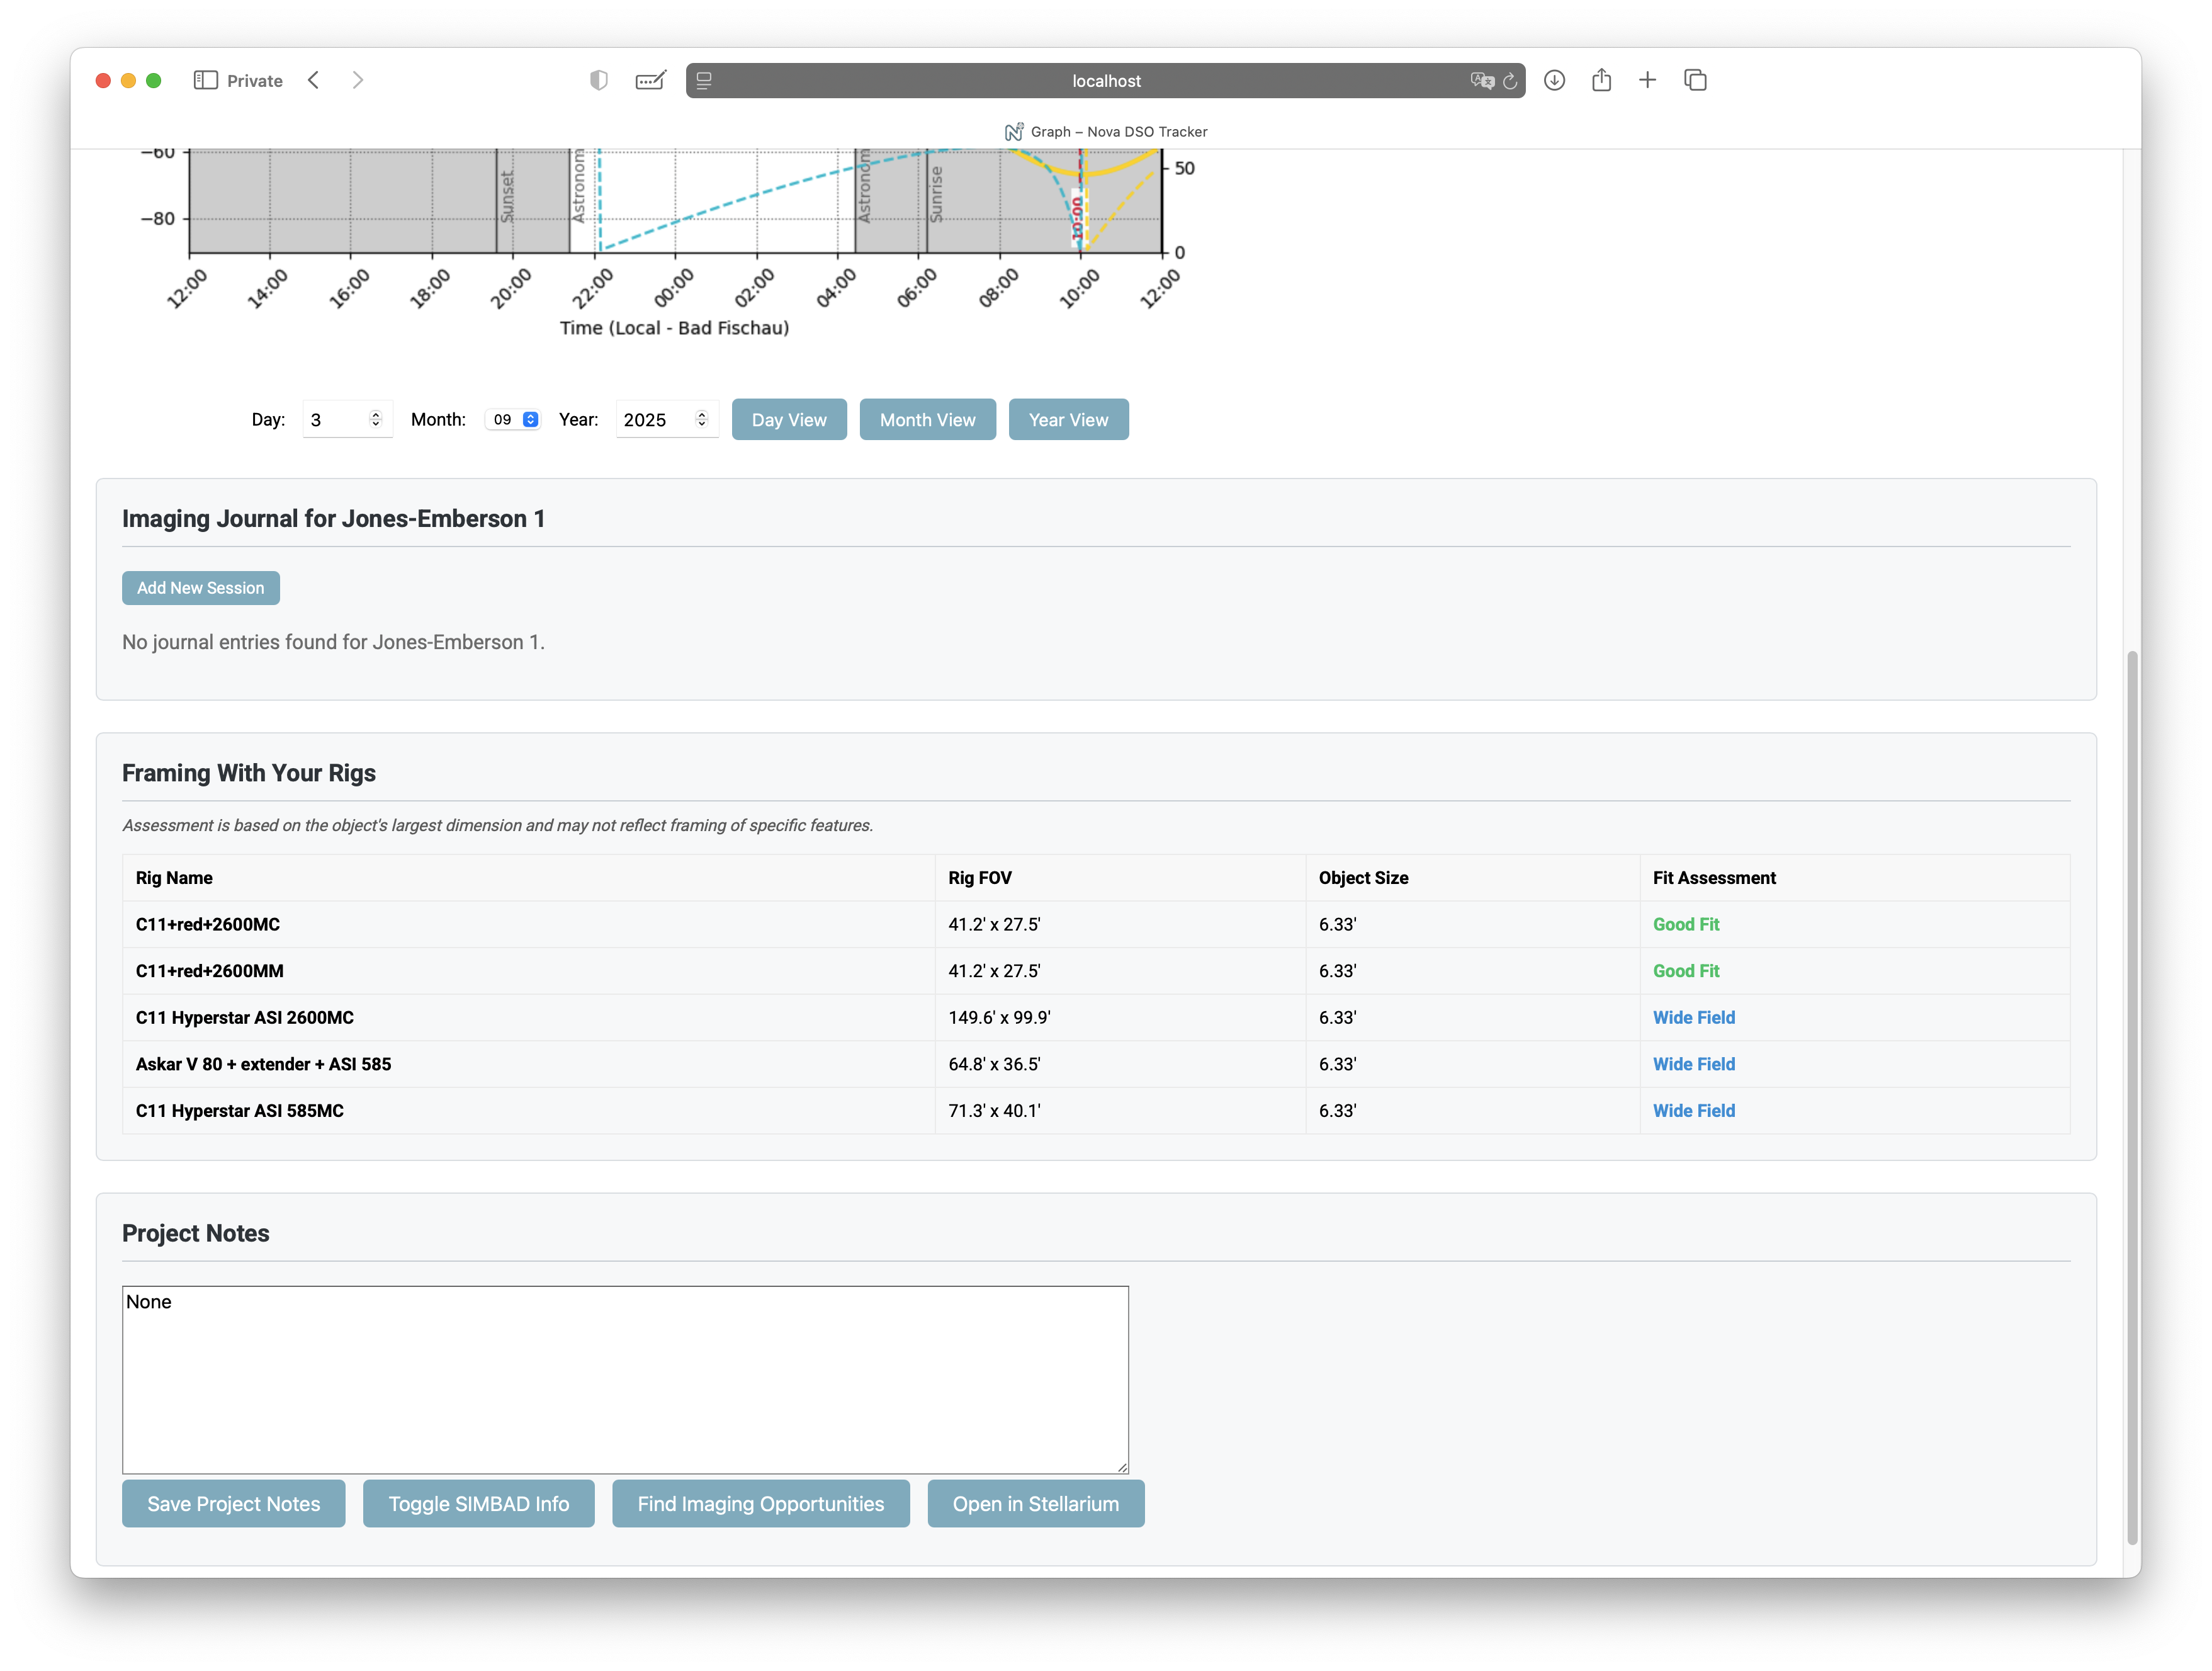 Private
localhost
Graph – Nova DSO Tracker
−60
−80
50
0
Sunset
Astronom
Astronom
Sunrise
10:00
12:00 14:00 16:00 18:00 20:00 22:00 00:00 02:00 04:00 06:00 08:00 10:00 12:00
Time (Local - Bad Fischau)
Day: 3 Month: 09 Year: 2025 Day View Month View Year View
Imaging Journal for Jones-Emberson 1
Add New Session
No journal entries found for Jones-Emberson 1.
Framing With Your Rigs
Assessment is based on the object's largest dimension and may not reflect framing of specific features.
Rig Name Rig FOV Object Size Fit Assessment
C11+red+2600MC 41.2' x 27.5' 6.33' Good Fit
C11+red+2600MM 41.2' x 27.5' 6.33' Good Fit
C11 Hyperstar ASI 2600MC 149.6' x 99.9' 6.33' Wide Field
Askar V 80 + extender + ASI 585 64.8' x 36.5' 6.33' Wide Field
C11 Hyperstar ASI 585MC 71.3' x 40.1' 6.33' Wide Field
Project Notes
None
Save Project Notes Toggle SIMBAD Info Find Imaging Opportunities Open in Stellarium